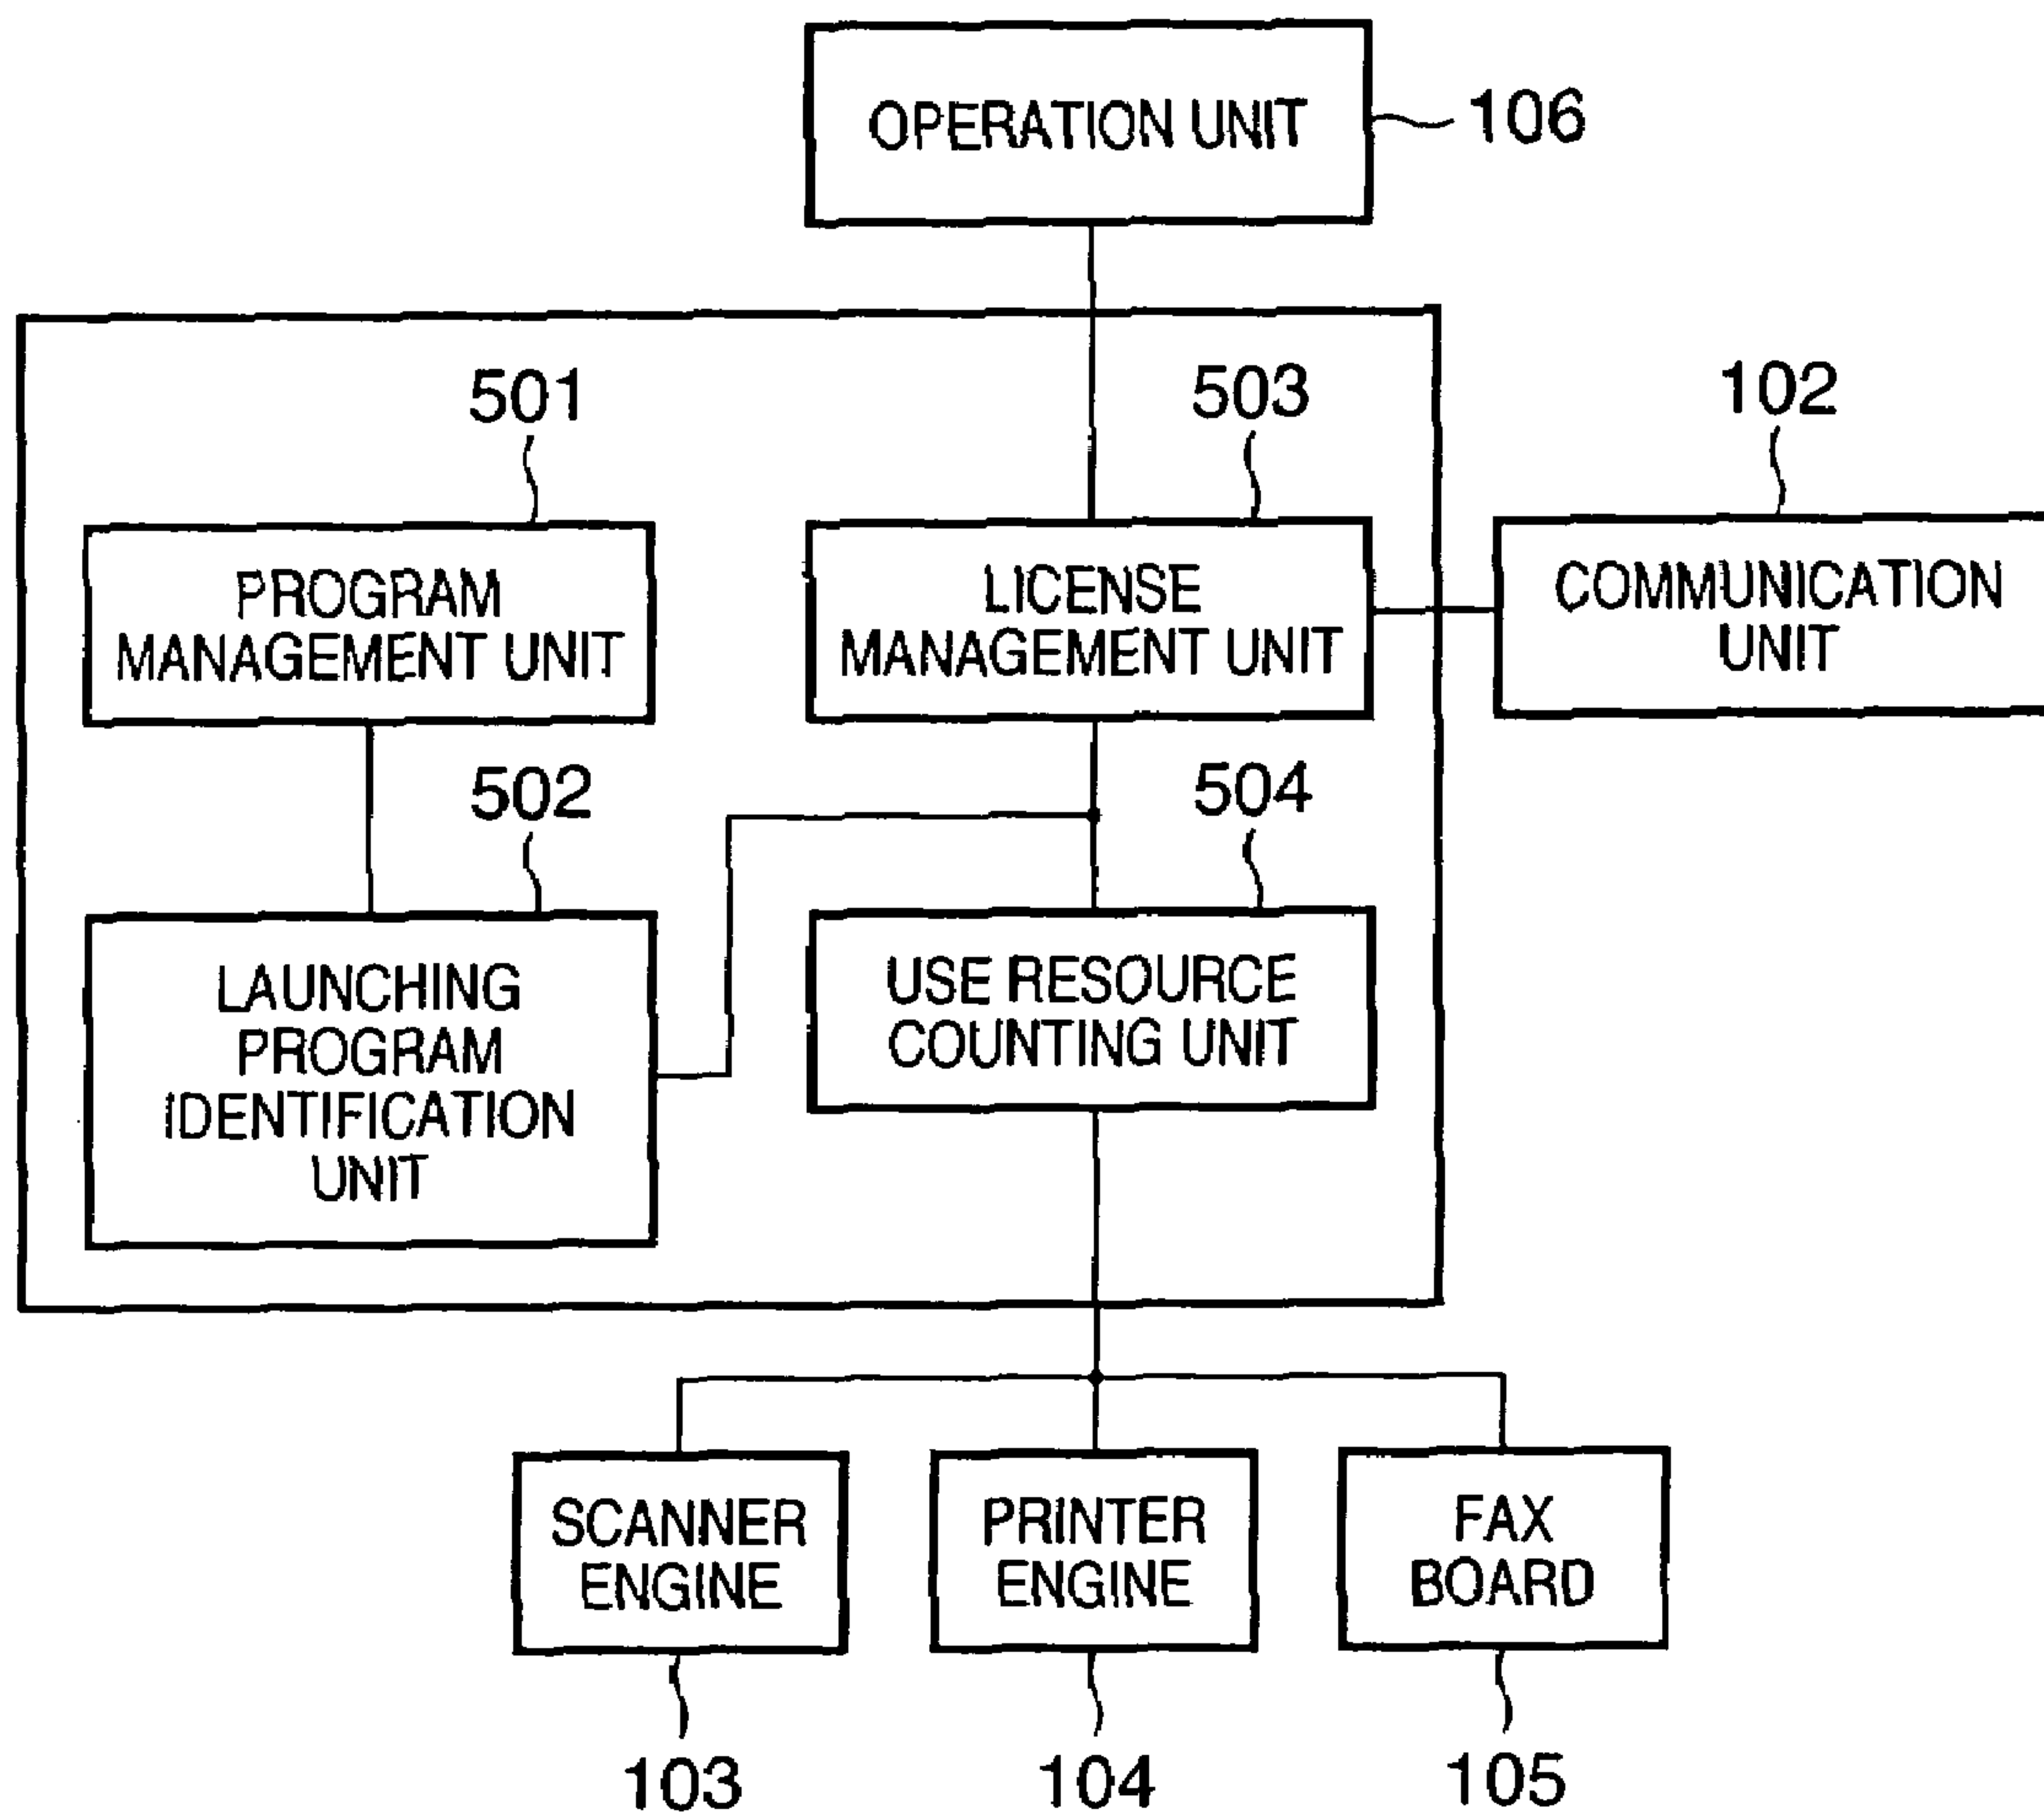 OPERATION UNIT
106
501
503
102
PROGRAM
MANAGEMENT UNIT
LICENSE
MANAGEMENT UNIT
COMMUNICATION
UNIT
502
504
LAUNCHING
PROGRAM
IDENTIFICATION
UNIT
USE RESOURCE
COUNTING UNIT
SCANNER
ENGINE
PRINTER
ENGINE
FAX
BOARD
103
104
105